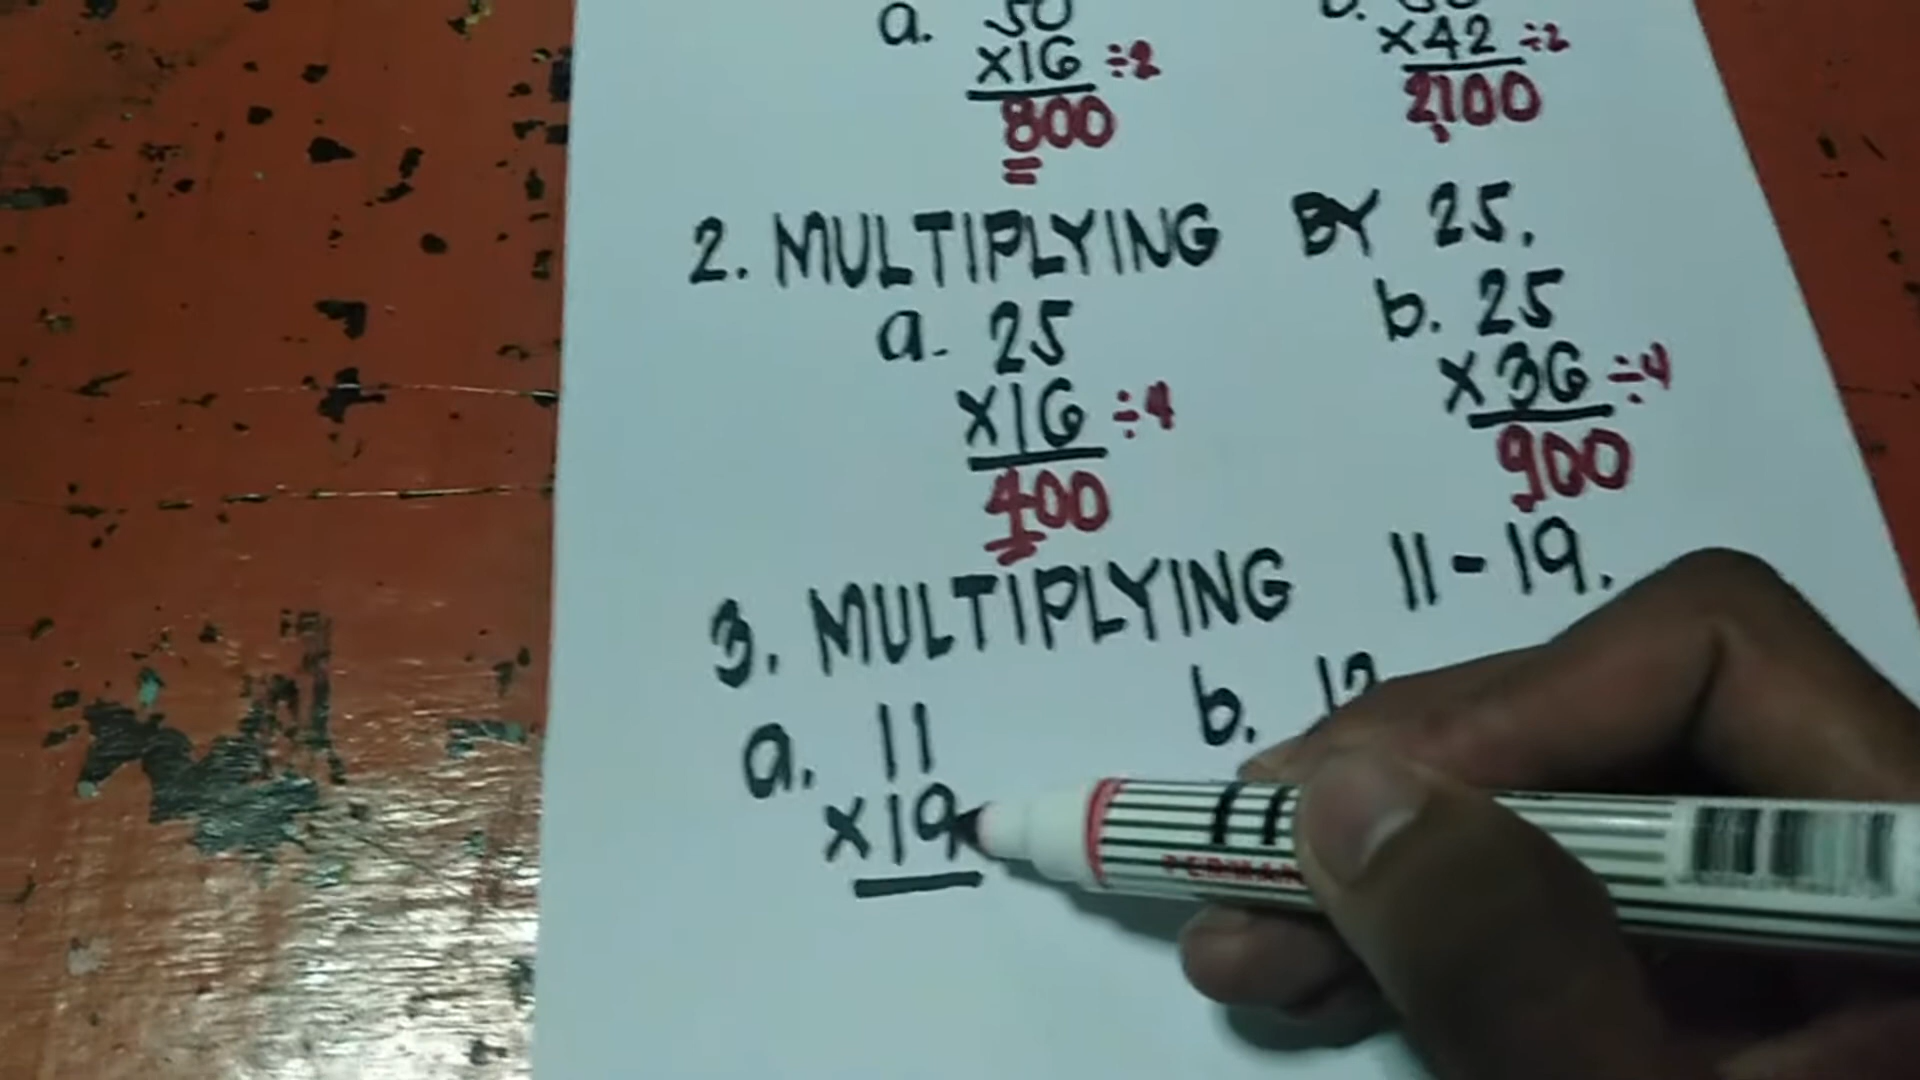 a. 50
×16 ÷2
800
×42 ÷2
2100
2. MULTIPLYING BY 25.
a. 25
×16 ÷4
400
b. 25
×36 ÷4
900
3. MULTIPLYING 11-19.
a. 11
×19
b.